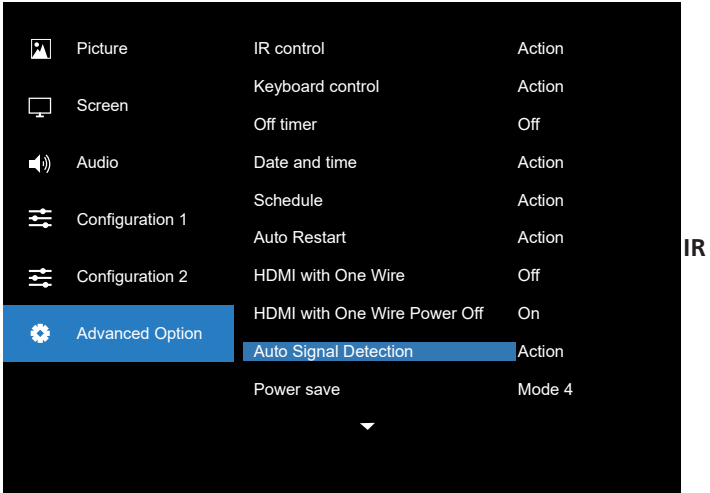 Picture
Screen
Audio
Configuration 1
Configuration 2
Advanced Option
IR control Action
Keyboard control Action
Off timer Off
Date and time Action
Schedule Action
Auto Restart Action
HDMI with One Wire Off
HDMI with One Wire Power Off On
Auto Signal Detection Action
Power save Mode 4
IR